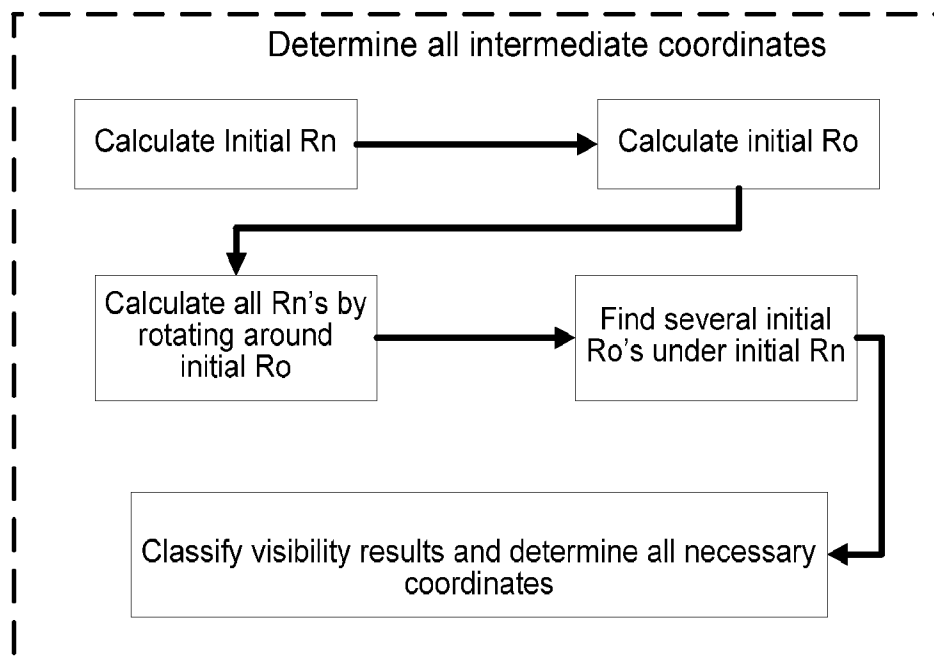 Determine all intermediate coordinates
Calculate Initial Rn
Calculate initial Ro
Calculate all Rn's by
rotating around
initial Ro
Find several initial
Ro's under initial Rn
Classify visibility results and determine all necessary
coordinates